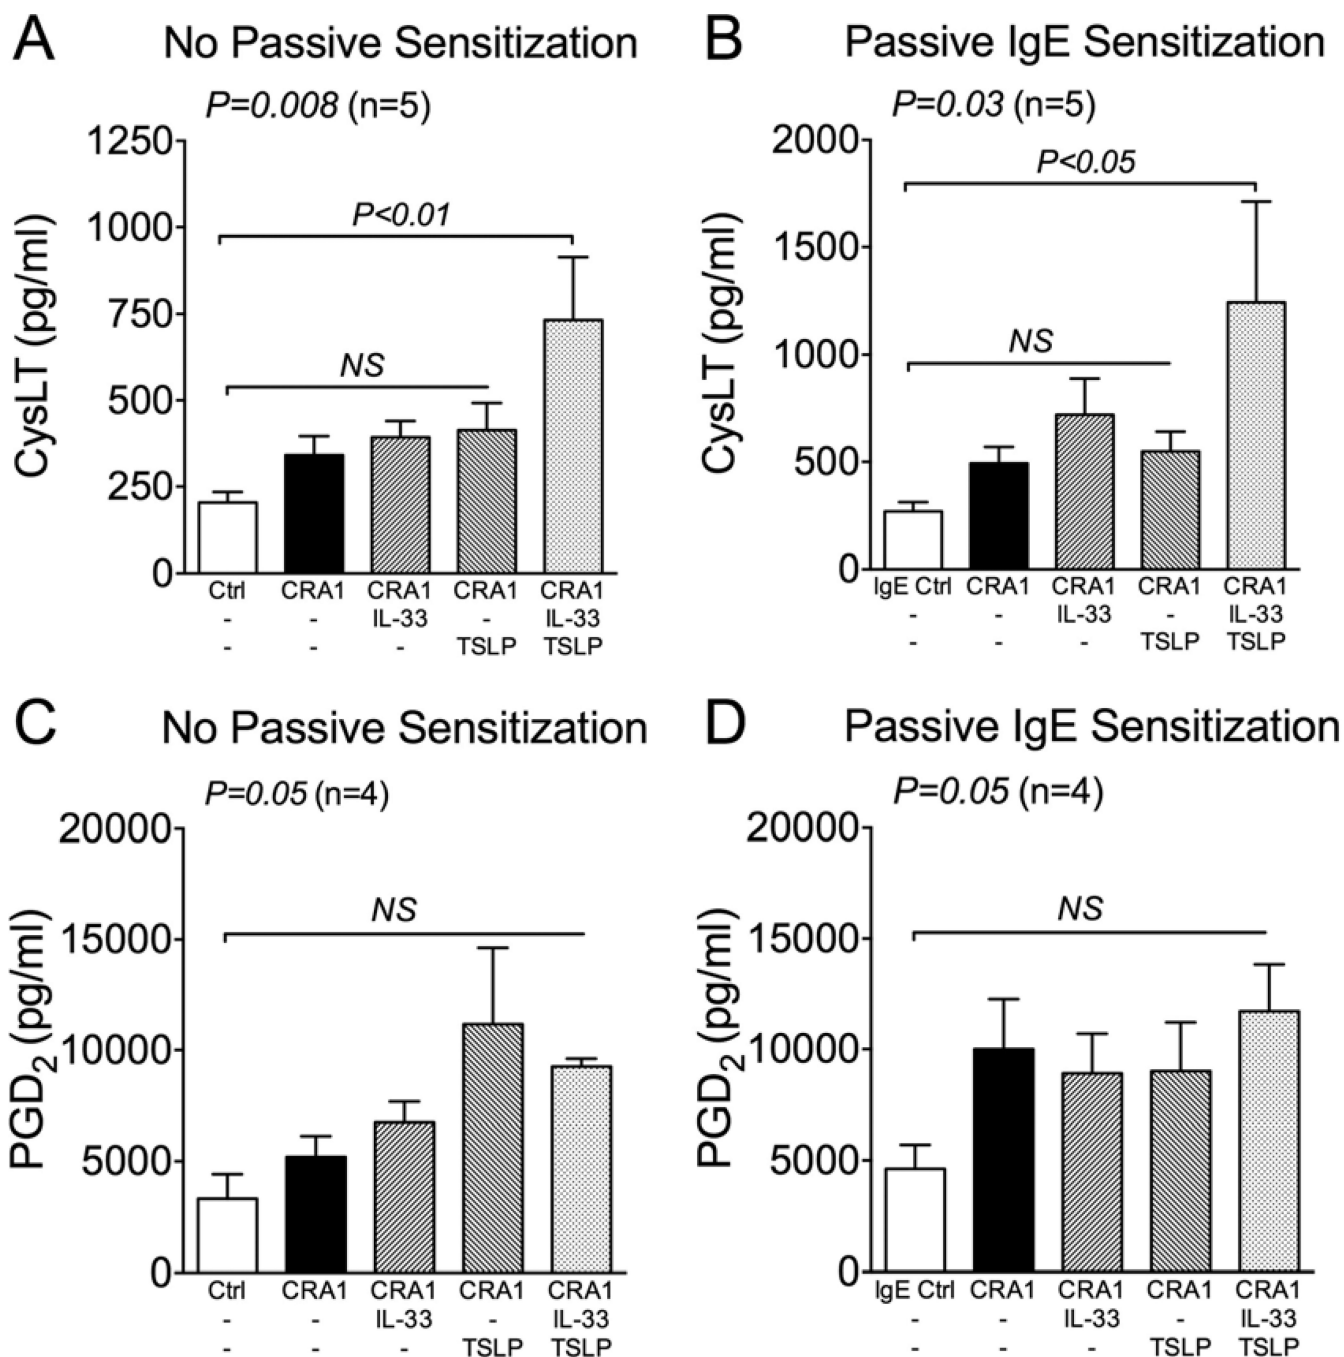 A No Passive Sensitization
P=0.008 (n=5)
CysLT (pg/ml)
1250
1000
750
500
250
0
P<0.01
NS
Ctrl CRA1 CRA1 CRA1 CRA1
- - IL-33 - IL-33
- - - TSLP TSLP
B Passive IgE Sensitization
P=0.03 (n=5)
CysLT (pg/ml)
2000
1500
1000
500
0
P<0.05
NS
IgE Ctrl CRA1 CRA1 CRA1 CRA1
- - IL-33 - IL-33
- - - TSLP TSLP
C No Passive Sensitization
P=0.05 (n=4)
PGD₂ (pg/ml)
20000
15000
10000
5000
0
NS
Ctrl CRA1 CRA1 CRA1 CRA1
- - IL-33 - IL-33
- - - TSLP TSLP
D Passive IgE Sensitization
P=0.05 (n=4)
PGD₂ (pg/ml)
20000
15000
10000
5000
0
NS
IgE Ctrl CRA1 CRA1 CRA1 CRA1
- - IL-33 - IL-33
- - - TSLP TSLP